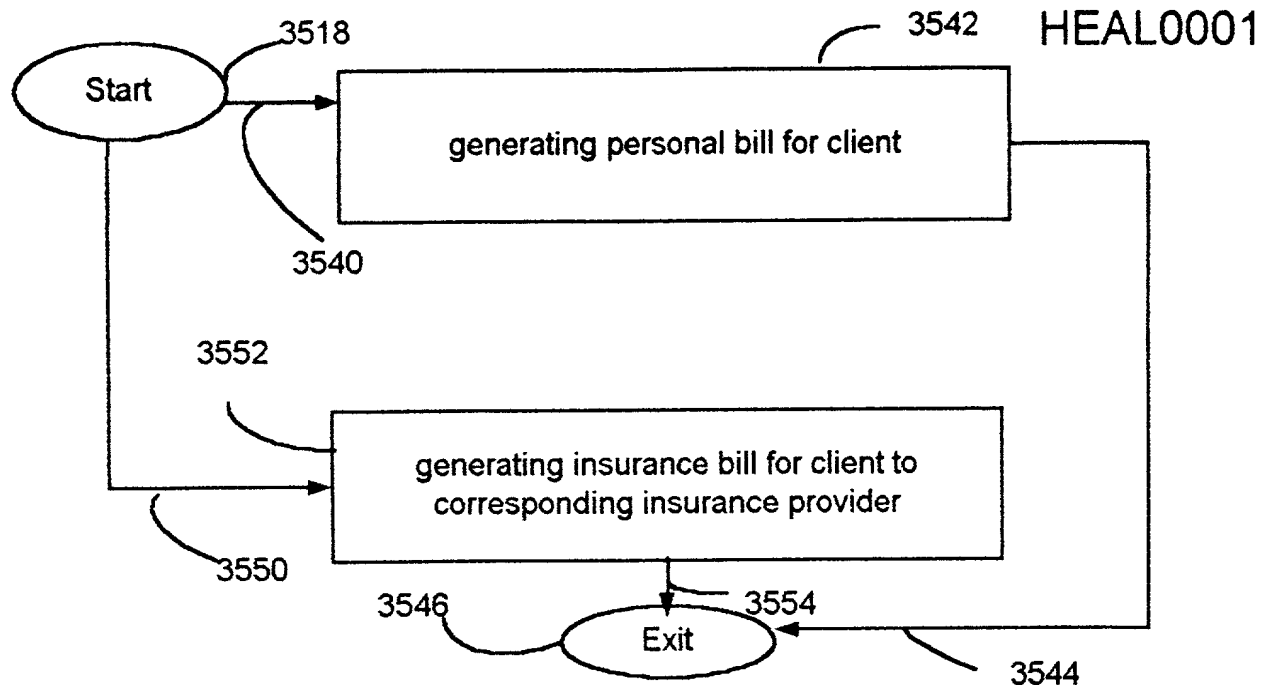 3518
3542
HEAL0001
Start
generating personal bill for client
3540
3552
generating insurance bill for client to
corresponding insurance provider
3550
3546
3554
Exit
3544